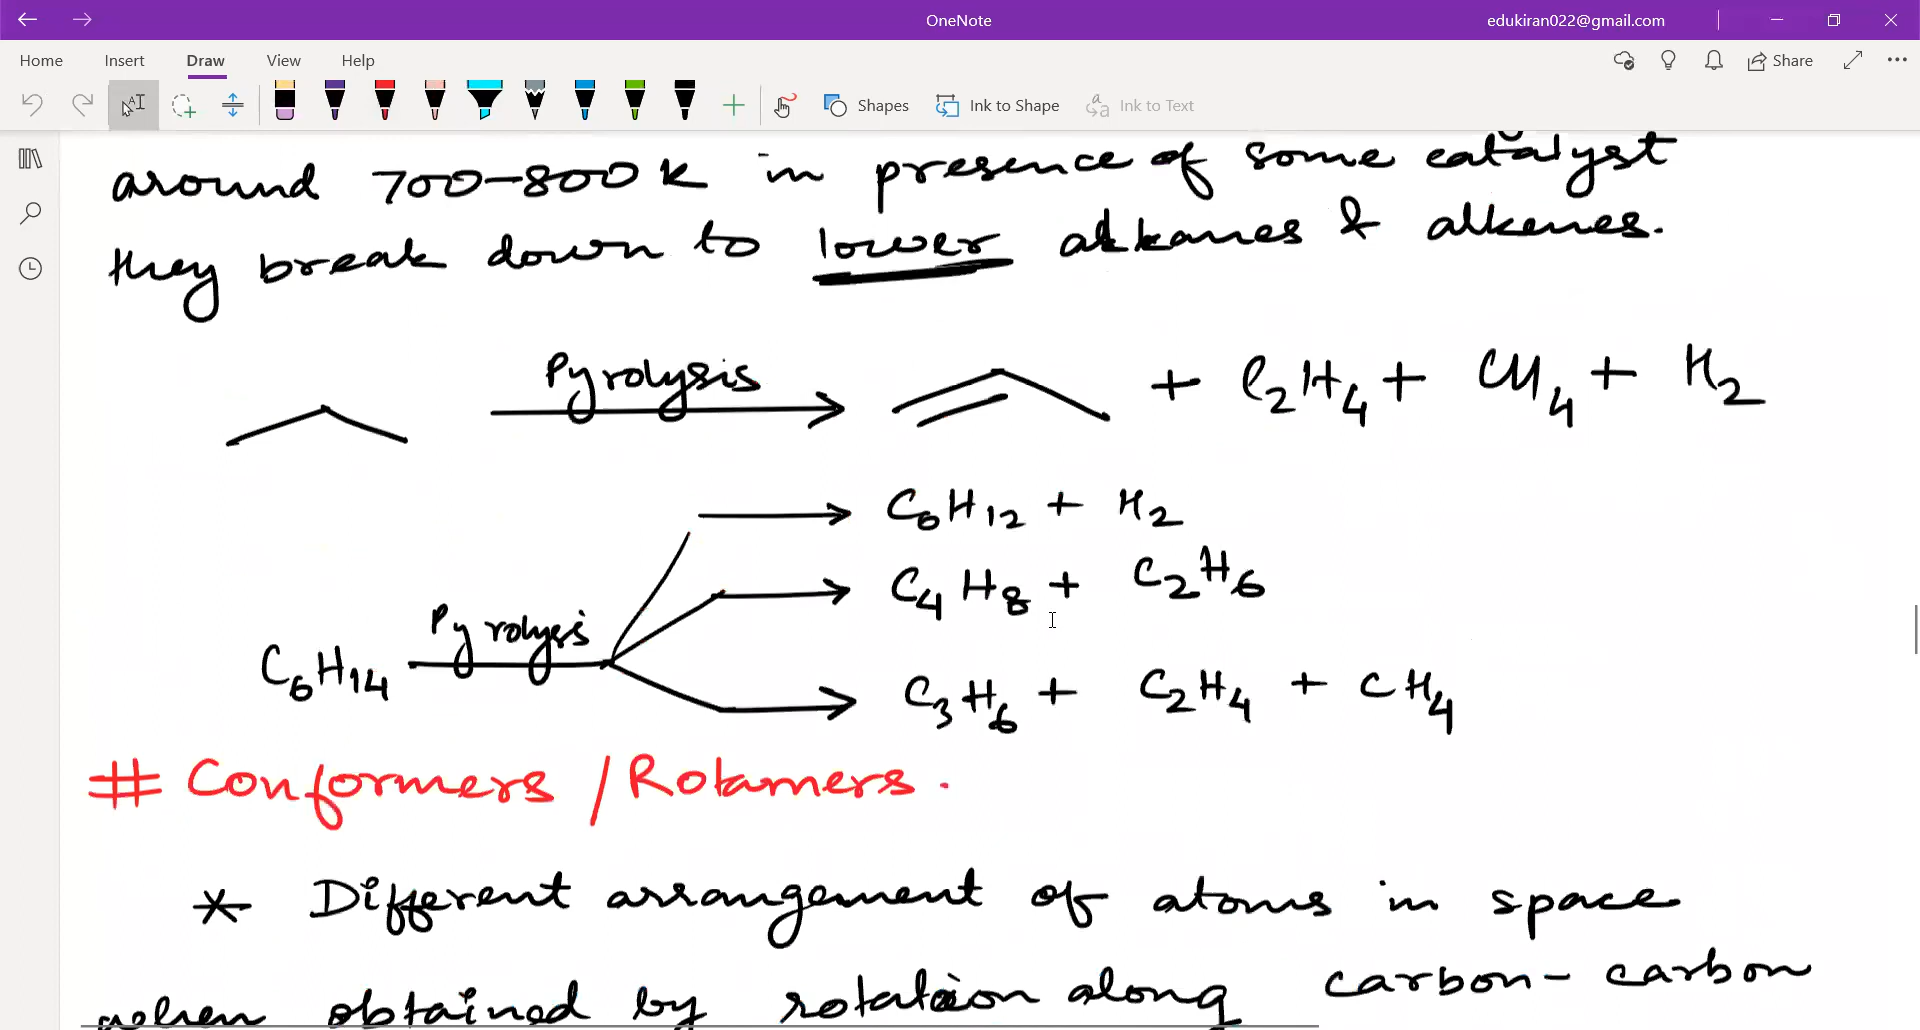 OneNote
edukiran022@gmail.com
Home Insert Draw View Help
Share
Shapes Ink to Shape Ink to Text
around 700-800 K in presence of some catalyst
they break down to lower alkanes & alkenes.
Pyrolysis
+ C2H4 + CH4 + H2
C6H12 + H2
C4H8 + C2H6
C6H14 Pyrolysis
C3H6 + C2H4 + CH4
# Conformers / Rotamers.
* Different arrangement of atoms in space
when obtained by rotation along carbon - carbon